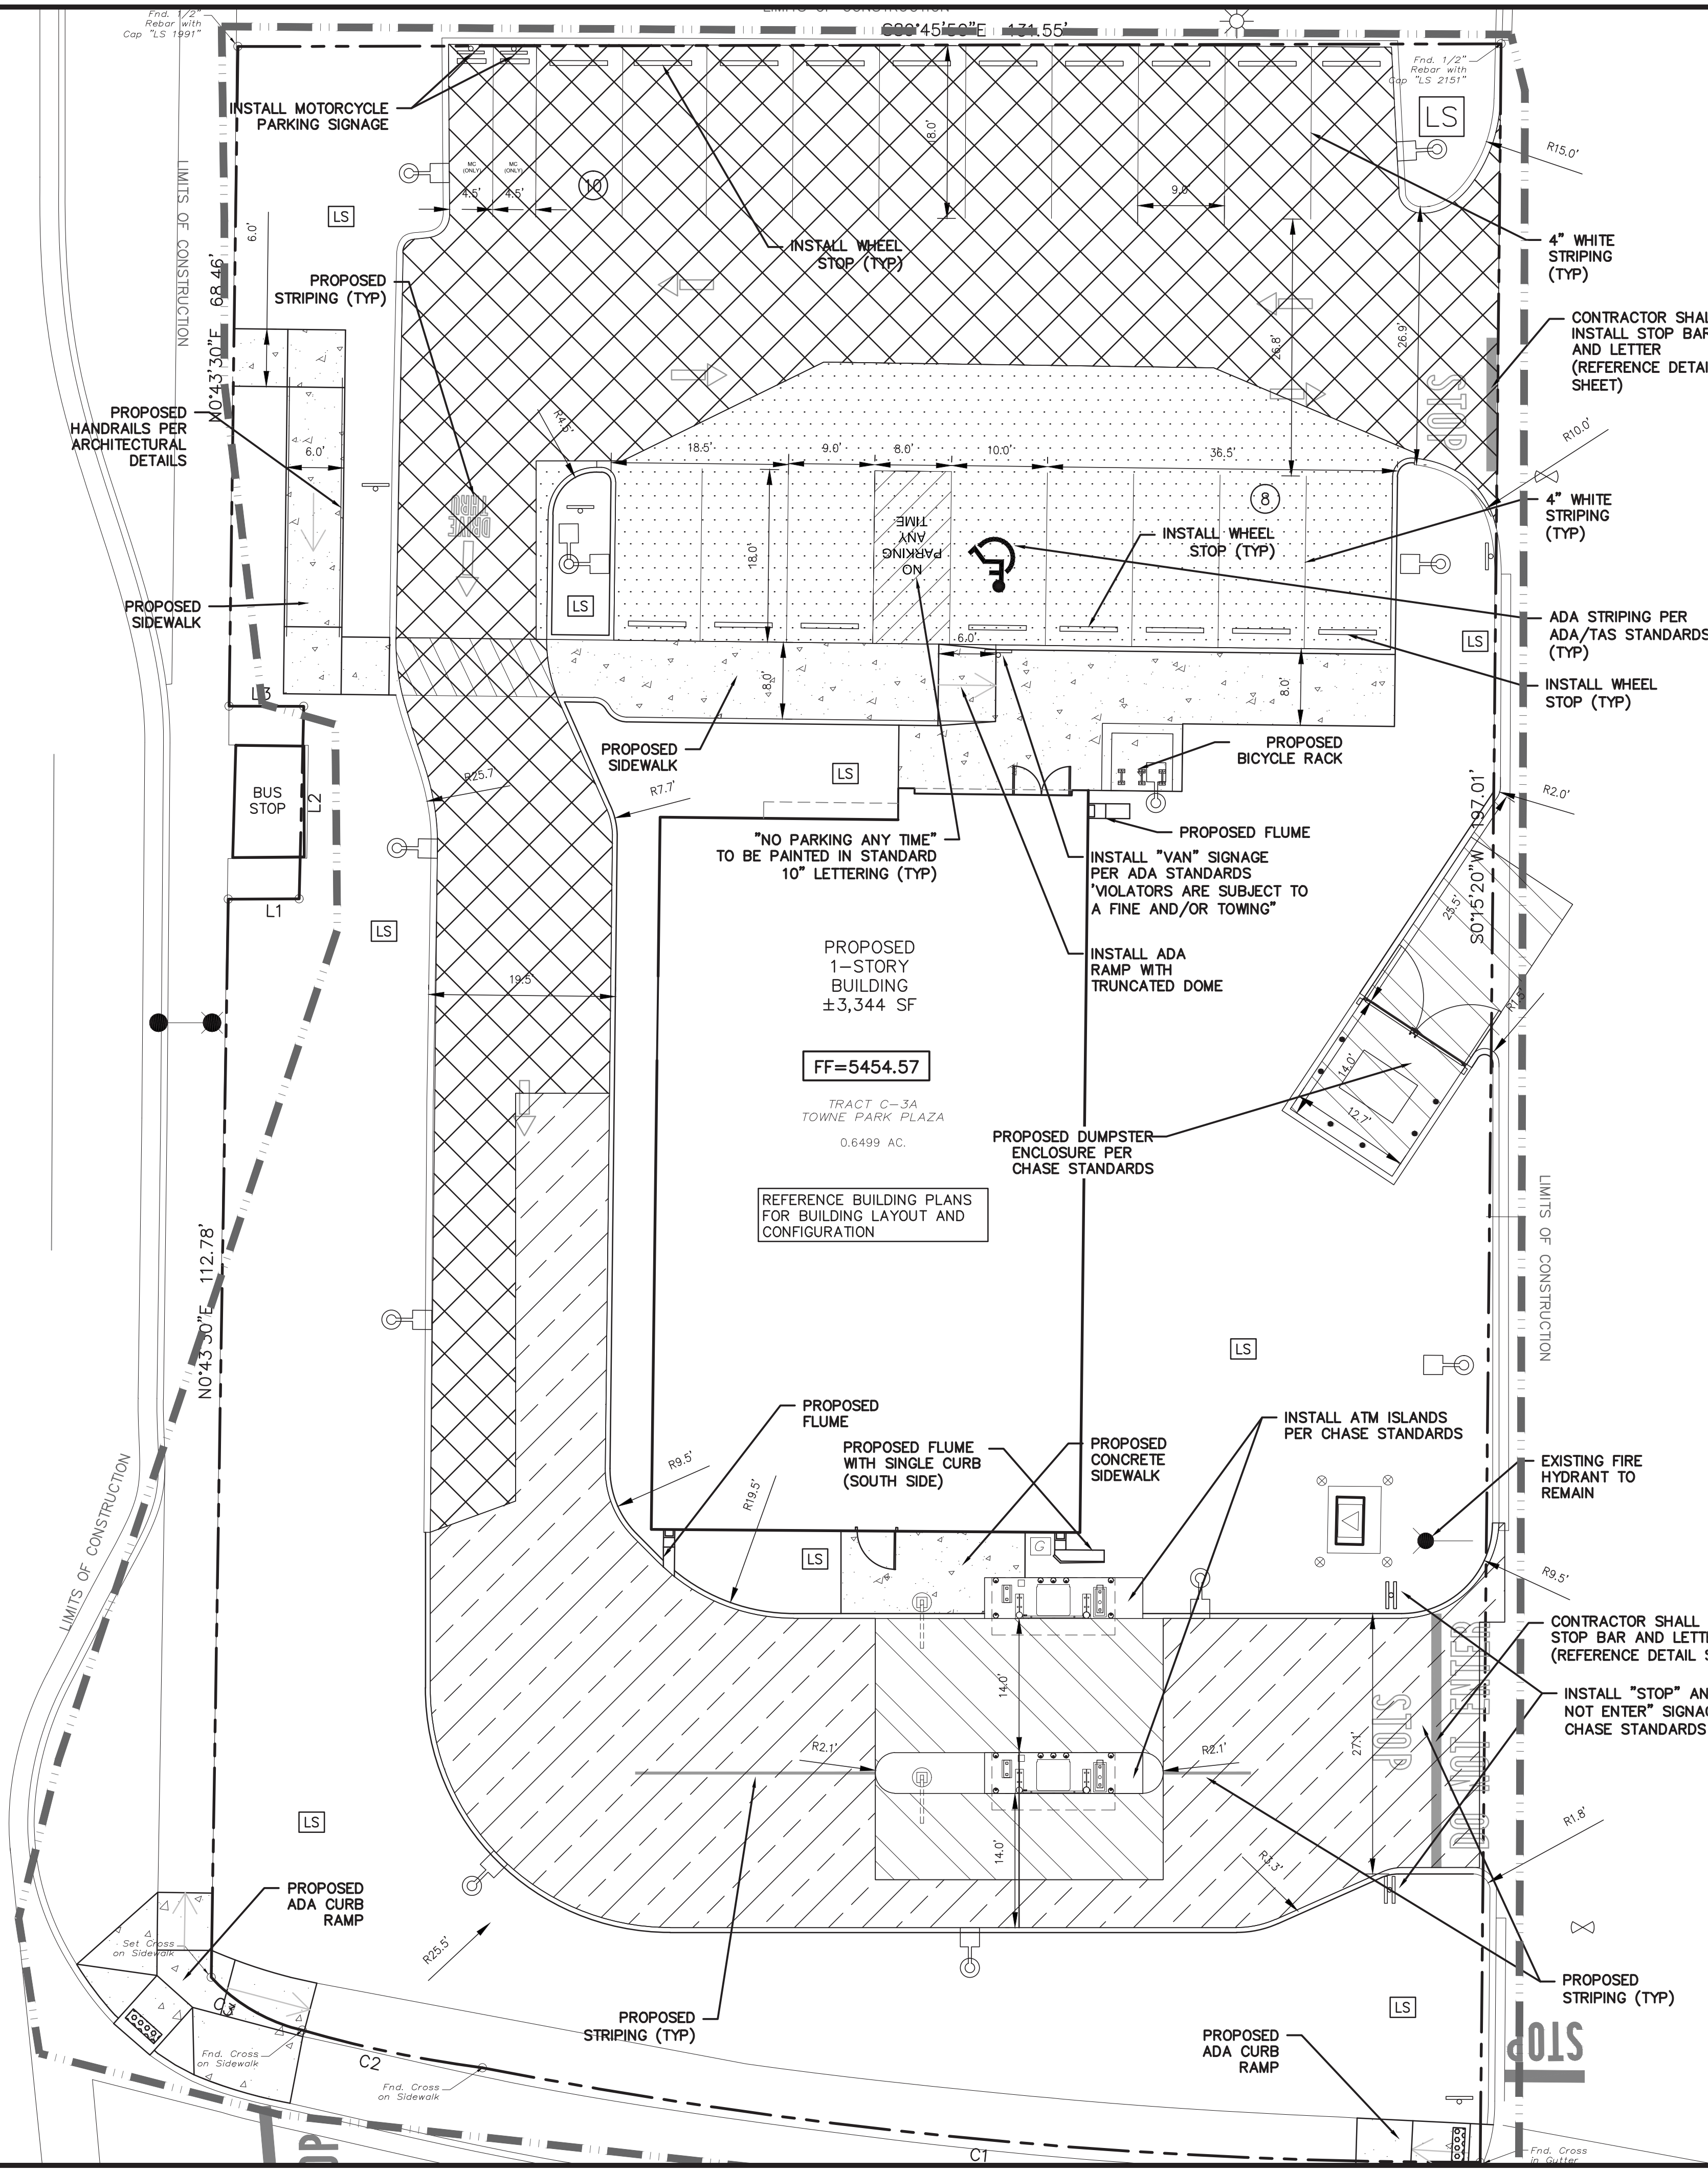 LIMITS OF CONSTRUCTION
S89°45'50"E 131.55'
Fnd. 1/2"
Rebar with
Cap "LS 1991"
Fnd. 1/2"
Rebar with
Cap "LS 2151"
INSTALL MOTORCYCLE
PARKING SIGNAGE
LS
R15.0'
18.0'
MC
(ONLY)
MC
(ONLY)
4.5'
4.5'
10
9.0'
LIMITS OF CONSTRUCTION
LS
6.0'
N0°43'30"E 68.46'
INSTALL WHEEL
STOP (TYP)
4" WHITE
STRIPING
(TYP)
PROPOSED
STRIPING (TYP)
26.8'
26.9'
CONTRACTOR SHAL
INSTALL STOP BAR
AND LETTER
(REFERENCE DETAI
SHEET)
STOP
PROPOSED
HANDRAILS PER
ARCHITECTURAL
DETAILS
6.0'
R4.5'
18.5'
9.0'
8.0'
10.0'
36.5'
R10.0'
8
4" WHITE
STRIPING
(TYP)
DRIVE
THRU
18.0'
NO
PARKING
ANY
TIME
INSTALL WHEEL
STOP (TYP)
LS
PROPOSED
SIDEWALK
ADA STRIPING PER
ADA/TAS STANDARDS
(TYP)
LS
6.0'
8.0'
8.0'
INSTALL WHEEL
STOP (TYP)
L3
PROPOSED
SIDEWALK
PROPOSED
BICYCLE RACK
LS
BUS
STOP
L2
R25.7'
R7.7'
S0°15'20"W 197.01'
R2.0'
"NO PARKING ANY TIME"
TO BE PAINTED IN STANDARD
10" LETTERING (TYP)
PROPOSED FLUME
INSTALL "VAN" SIGNAGE
PER ADA STANDARDS
'VIOLATORS ARE SUBJECT TO
A FINE AND/OR TOWING"
L1
LS
25.5'
PROPOSED
1-STORY
BUILDING
±3,344 SF
INSTALL ADA
RAMP WITH
TRUNCATED DOME
19.5'
R1.5'
FF=5454.57
14.0'
12.7'
TRACT C-3A
TOWNE PARK PLAZA
0.6499 AC.
PROPOSED DUMPSTER
ENCLOSURE PER
CHASE STANDARDS
REFERENCE BUILDING PLANS
FOR BUILDING LAYOUT AND
CONFIGURATION
N0°43'30"E 112.78'
LIMITS OF CONSTRUCTION
LS
PROPOSED
FLUME
PROPOSED FLUME
WITH SINGLE CURB
(SOUTH SIDE)
PROPOSED
CONCRETE
SIDEWALK
INSTALL ATM ISLANDS
PER CHASE STANDARDS
EXISTING FIRE
HYDRANT TO
REMAIN
R9.5'
R19.5'
LIMITS OF CONSTRUCTION
G
LS
R9.5'
CONTRACTOR SHALL
STOP BAR AND LETT
(REFERENCE DETAIL S
DO NOT ENTER
STOP
14.0'
27.1'
INSTALL "STOP" AN
NOT ENTER" SIGNA
CHASE STANDARDS
R2.1'
R2.1'
LS
14.0'
R3.3'
R1.8'
PROPOSED
ADA CURB
RAMP
Set Cross
on Sidewalk
R25.5'
PROPOSED
STRIPING (TYP)
C3
PROPOSED
STRIPING (TYP)
LS
PROPOSED
ADA CURB
RAMP
STOP
Fnd. Cross
on Sidewalk
C2
Fnd. Cross
on Sidewalk
OP
C1
Fnd. Cross
in Gutter